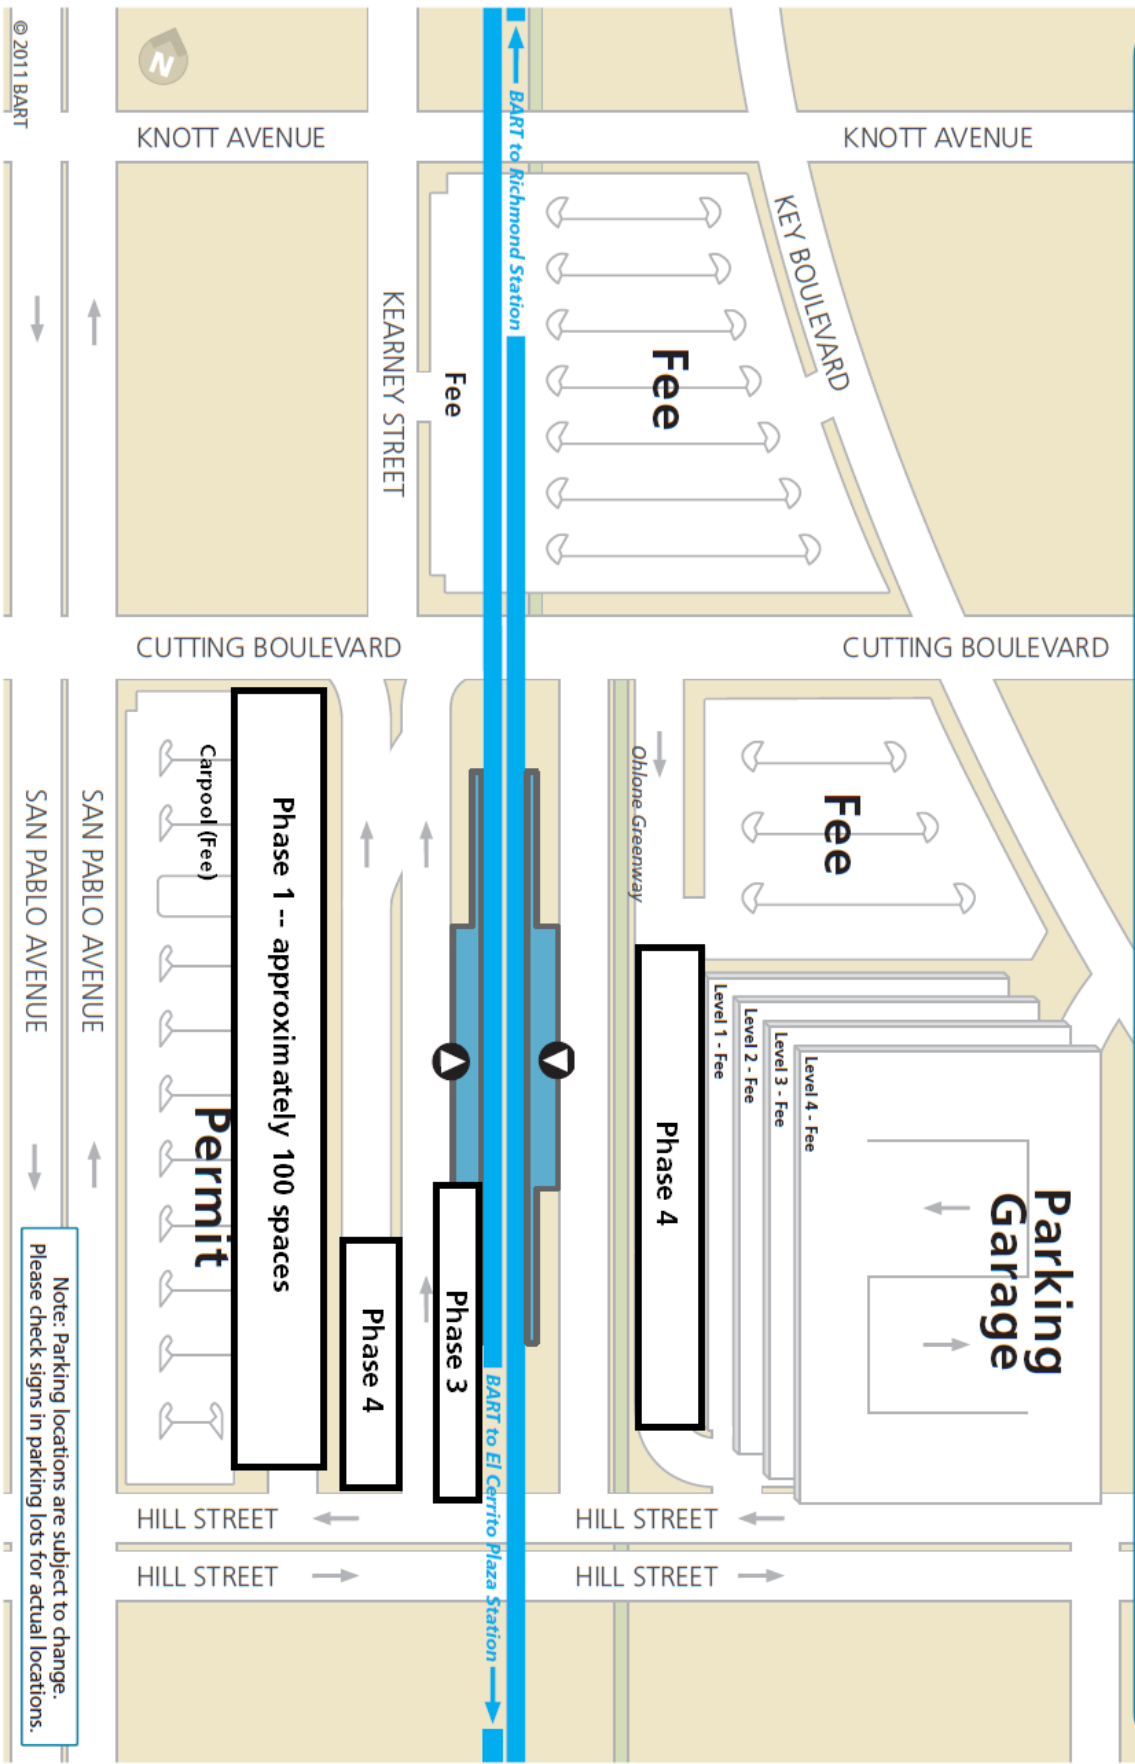 © 2011 BART
N
KNOTT AVENUE
KNOTT AVENUE
BART to Richmond Station
KEY BOULEVARD
KEARNEY STREET
Fee
Fee
CUTTING BOULEVARD
CUTTING BOULEVARD
Carpool (Fee)
Phase 1 -- approximately 100 spaces
Permit
Ohlone Greenway
Fee
SAN PABLO AVENUE
SAN PABLO AVENUE
Level 1 - Fee
Level 2 - Fee
Level 3 - Fee
Level 4 - Fee
Parking
Garage
Phase 4
Phase 4
Phase 3
BART to El Cerrito Plaza Station
HILL STREET
HILL STREET
HILL STREET
HILL STREET
Note: Parking locations are subject to change.
Please check signs in parking lots for actual locations.